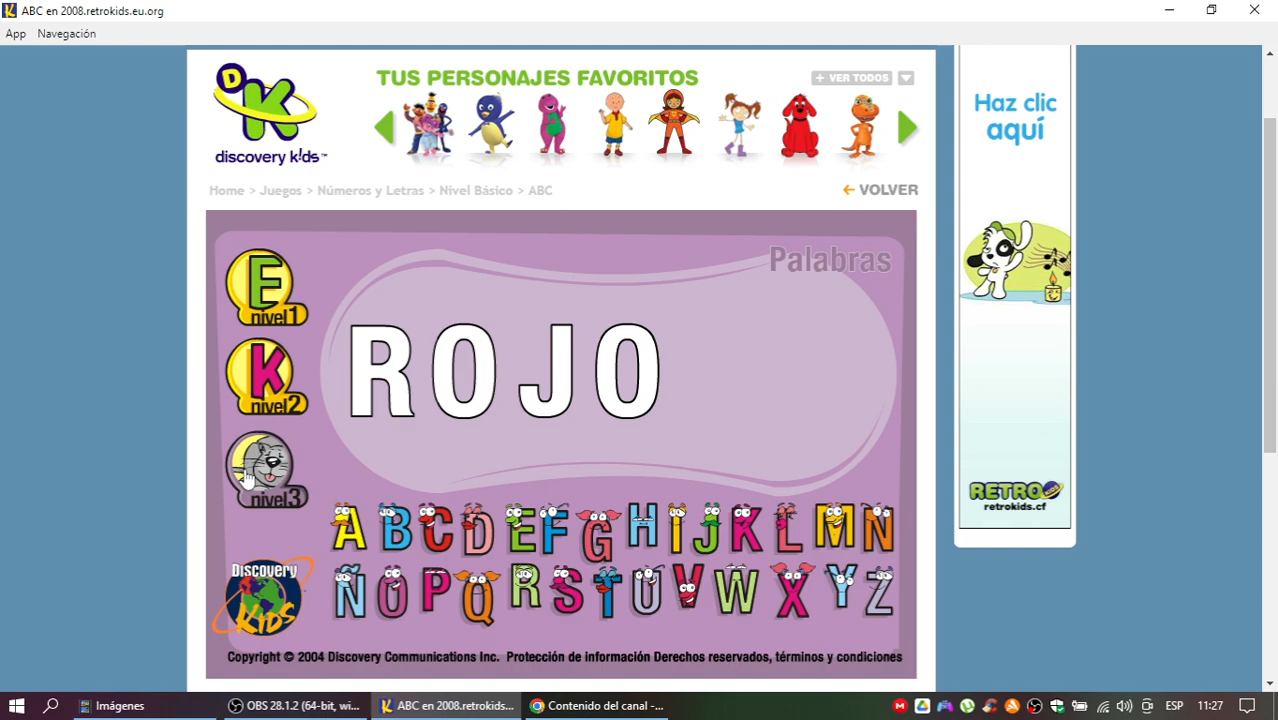 ABC en 2008.retrokids.eu.org
App Navegación
D
K
discovery kids™
TUS PERSONAJES FAVORITOS
+ VER TODOS
Home > Juegos > Números y Letras > Nivel Básico > ABC
VOLVER
Haz clic
aquí
Palabras
E
nivel1
K
nivel2
nivel3
ROJO
A B C D E F G H I J K L M N
Ñ O P Q R S T U V W X Y Z
Discovery
KIDS
Copyright © 2004 Discovery Communications Inc. Protección de información Derechos reservados, términos y condiciones
RETRO
retrokids.cf
Imágenes
OBS 28.1.2 (64-bit, wi...
ABC en 2008.retrokids...
Contenido del canal -...
ESP
11:27